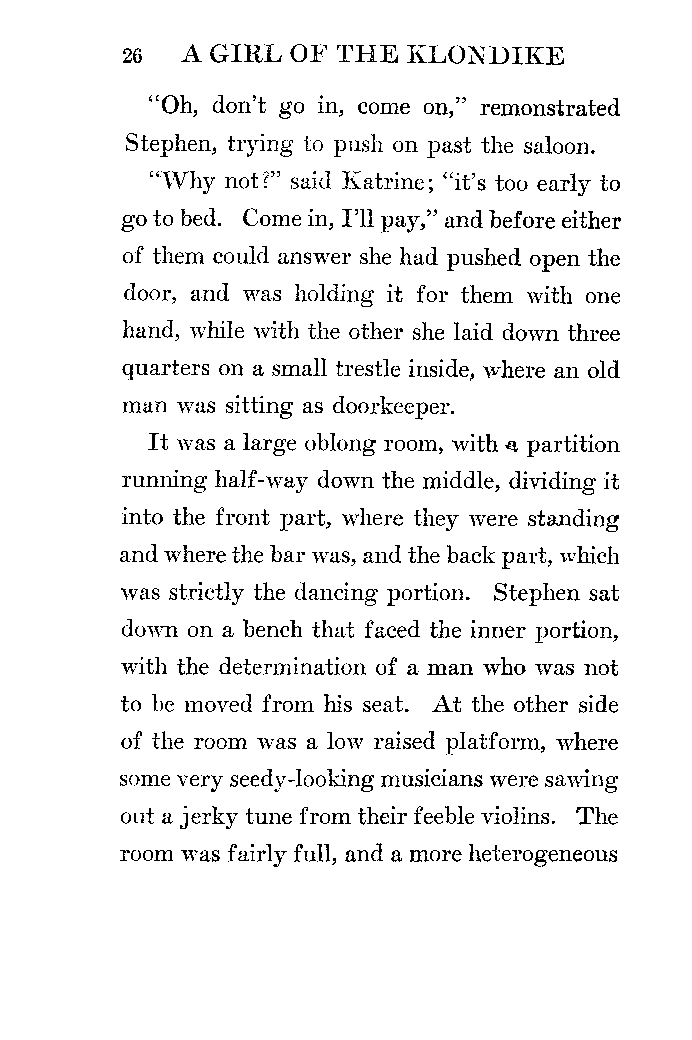 26 A GIRL OF THE KLONDIKE
“Oh, don’t go in, come on,” remonstrated
Stephen, trying to push on past the saloon.
“Why not?” said Katrine; “it’s too early to
go to bed. Come in, I’ll pay,” and before either
of them could answer she had pushed open the
door, and was holding it for them with one
hand, while with the other she laid down three
quarters on a small trestle inside, where an old
man was sitting as doorkeeper.
It was a large oblong room, with a partition
running half-way down the middle, dividing it
into the front part, where they were standing
and where the bar was, and the back part, which
was strictly the dancing portion. Stephen sat
down on a bench that faced the inner portion,
with the determination of a man who was not
to be moved from his seat. At the other side
of the room was a low raised platform, where
some very seedy-looking musicians were sawing
out a jerky tune from their feeble violins. The
room was fairly full, and a more heterogeneous